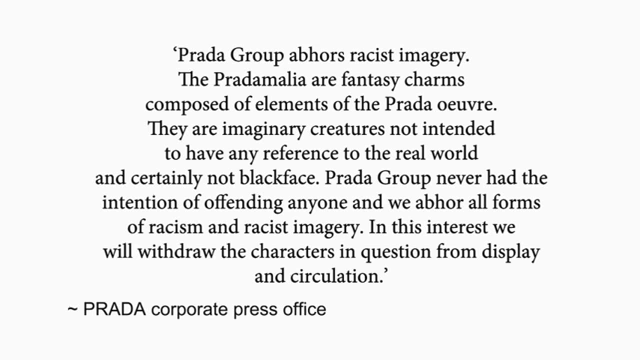 ‘Prada Group abhors racist imagery.
The Pradamalia are fantasy charms
composed of elements of the Prada oeuvre.
They are imaginary creatures not intended
to have any reference to the real world
and certainly not blackface. Prada Group never had the
intention of offending anyone and we abhor all forms
of racism and racist imagery. In this interest we
will withdraw the characters in question from display
and circulation.’
~ PRADA corporate press office